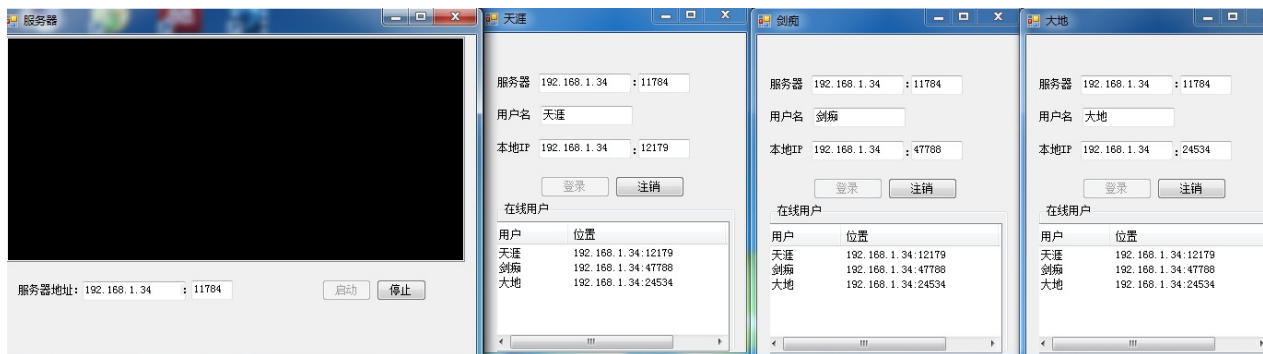 服务器
服务器地址: 192.168.1.34 : 11784
启动 停止
天涯
服务器 192.168.1.34 : 11784
用户名 天涯
本地IP 192.168.1.34 : 12179
登录 注销
在线用户
用户 位置
天涯 192.168.1.34:12179
剑痴 192.168.1.34:47788
大地 192.168.1.34:24534
剑痴
服务器 192.168.1.34 : 11784
用户名 剑痴
本地IP 192.168.1.34 : 47788
登录 注销
在线用户
用户 位置
天涯 192.168.1.34:12179
剑痴 192.168.1.34:47788
大地 192.168.1.34:24534
大地
服务器 192.168.1.34 : 11784
用户名 大地
本地IP 192.168.1.34 : 24534
登录 注销
在线用户
用户 位置
天涯 192.168.1.34:12179
剑痴 192.168.1.34:47788
大地 192.168.1.34:24534